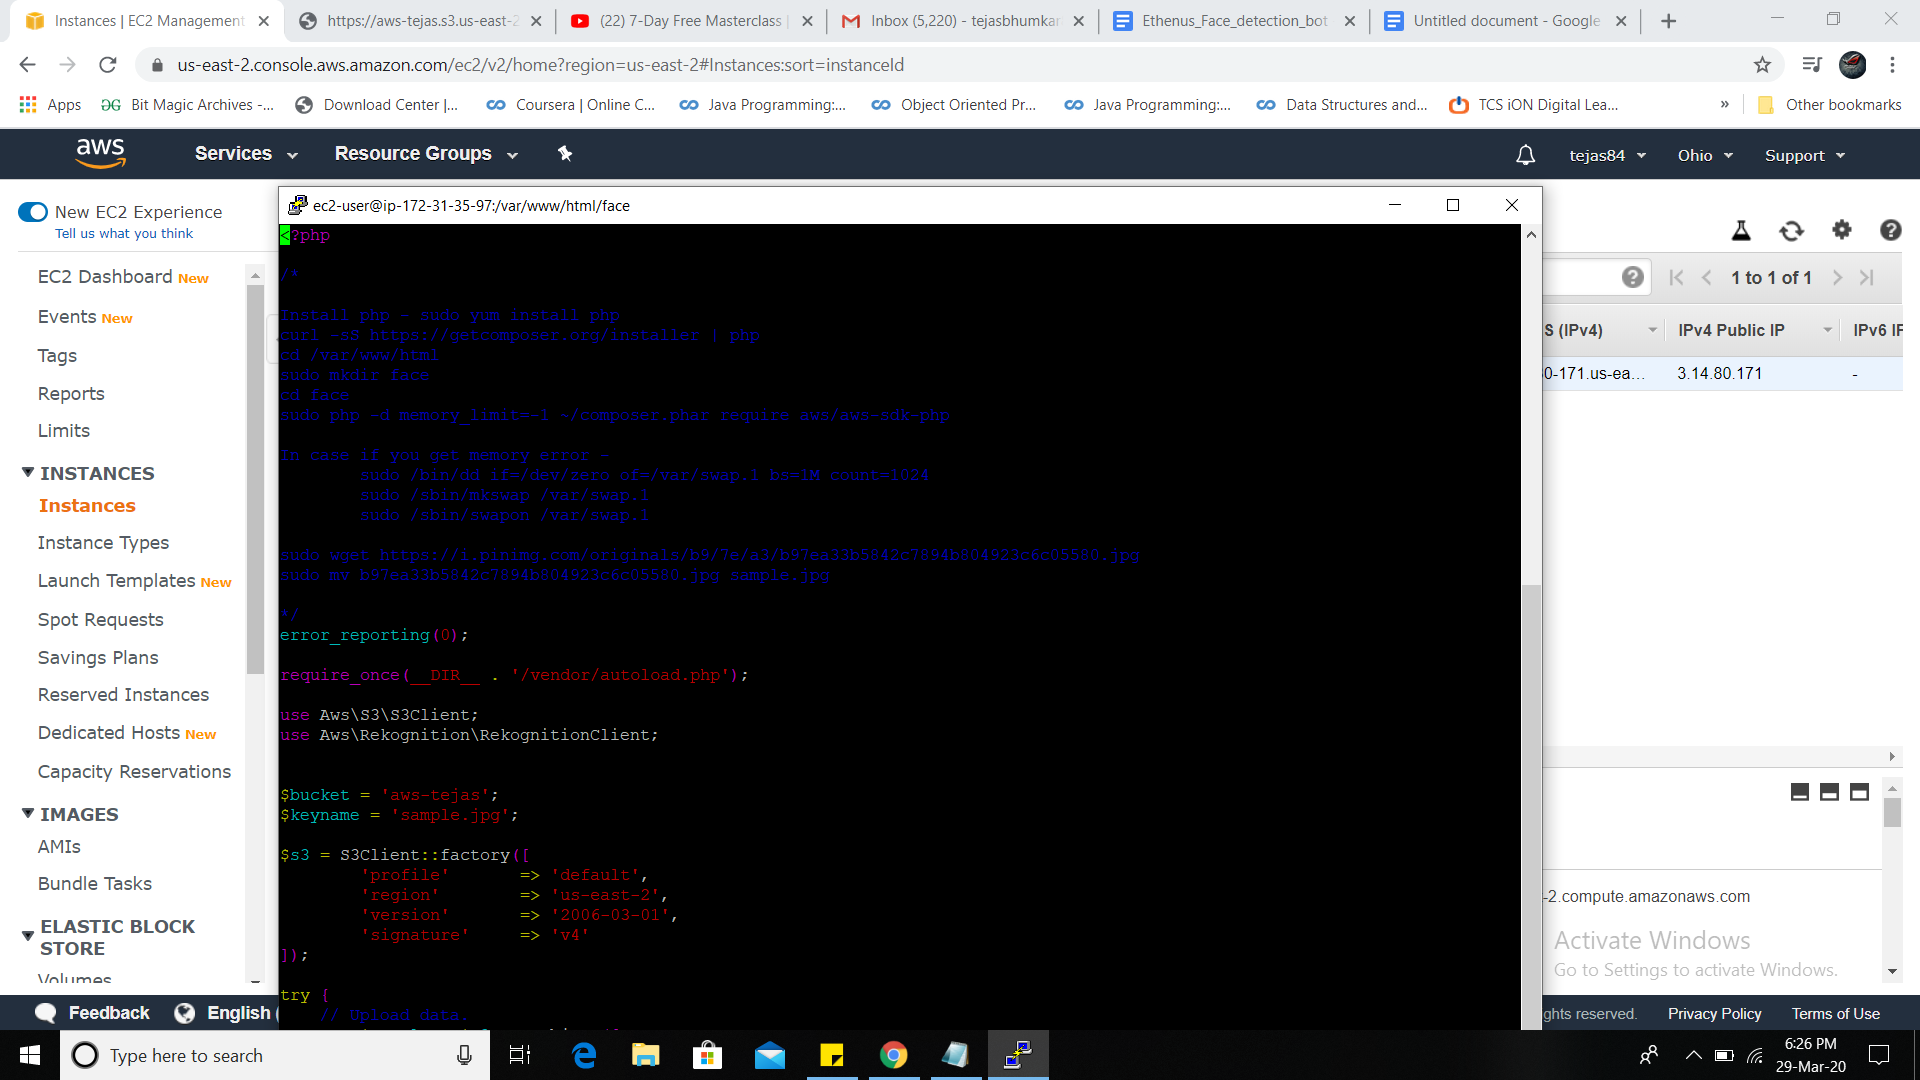 Instances | EC2 Management
https://aws-tejas.s3.us-east-2
(22) 7-Day Free Masterclass |
Inbox (5,220) - tejasbhumkar
Ethenus_Face_detection_bot
Untitled document - Google
us-east-2.console.aws.amazon.com/ec2/v2/home?region=us-east-2#Instances:sort=instanceId
Apps
Bit Magic Archives -...
Download Center |...
Coursera | Online C...
Java Programming:...
Object Oriented Pr...
Java Programming:...
Data Structures and...
TCS iON Digital Lea...
»
Other bookmarks
aws
Services
Resource Groups
tejas84
Ohio
Support
New EC2 Experience
Tell us what you think
EC2 Dashboard New
Events New
Tags
Reports
Limits
INSTANCES
Instances
Instance Types
Launch Templates New
Spot Requests
Savings Plans
Reserved Instances
Dedicated Hosts New
Capacity Reservations
IMAGES
AMIs
Bundle Tasks
ELASTIC BLOCK
STORE
Volumes
ec2-user@ip-172-31-35-97:/var/www/html/face
<?php
/*
Install php - sudo yum install php
curl -sS https://getcomposer.org/installer | php
cd /var/www/html
sudo mkdir face
cd face
sudo php -d memory_limit=-1 ~/composer.phar require aws/aws-sdk-php
In case if you get memory error -
sudo /bin/dd if=/dev/zero of=/var/swap.1 bs=1M count=1024
sudo /sbin/mkswap /var/swap.1
sudo /sbin/swapon /var/swap.1
sudo wget https://i.pinimg.com/originals/b9/7e/a3/b97ea33b5842c7894b804923c6c05580.jpg
sudo mv b97ea33b5842c7894b804923c6c05580.jpg sample.jpg
*/
error_reporting(0);
require_once(__DIR__ . '/vendor/autoload.php');
use Aws\S3\S3Client;
use Aws\Rekognition\RekognitionClient;
$bucket = 'aws-tejas';
$keyname = 'sample.jpg';
$s3 = S3Client::factory([
'profile' => 'default',
'region' => 'us-east-2',
'version' => '2006-03-01',
'signature' => 'v4'
]);
try {
// Upload data.
1 to 1 of 1
S (IPv4)
IPv4 Public IP
IPv6 IP
0-171.us-ea...
3.14.80.171
-
-2.compute.amazonaws.com
Activate Windows
Go to Settings to activate Windows.
Feedback
English (
ghts reserved.
Privacy Policy
Terms of Use
Type here to search
6:26 PM
29-Mar-20